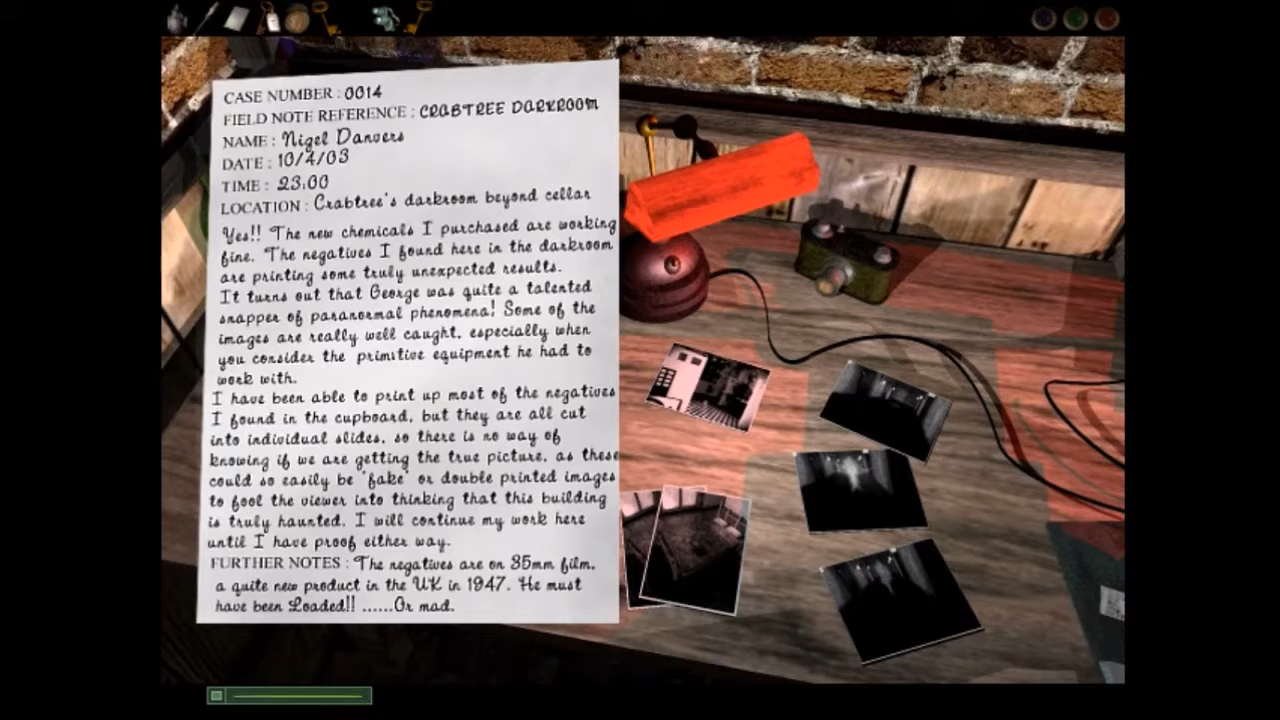 CASE NUMBER : 0014
FIELD NOTE REFERENCE : CRABTREE DARKROOM
NAME : Nigel Danvers
DATE : 10/4/03
TIME : 23:00
LOCATION : Crabtree's darkroom beyond cellar
Yes!! The new chemicals I purchased are working
fine. The negatives I found here in the darkroom
are printing some truly unexpected results.
It turns out that George was quite a talented
snapper of paranormal phenomena! Some of the
images are really well caught, especially when
you consider the primitive equipment he had to
work with.
I have been able to print up most of the negatives
I found in the cupboard, but they are all cut
into individual slides, so there is no way of
knowing if we are getting the true picture, as these
could so easily be 'fake' or double printed images
to fool the viewer into thinking that this building
is truly haunted. I will continue my work here
until I have proof either way.
FURTHER NOTES : The negatives are on 35mm film,
a quite new product in the UK in 1947. He must
have been Loaded!! ......Or mad.